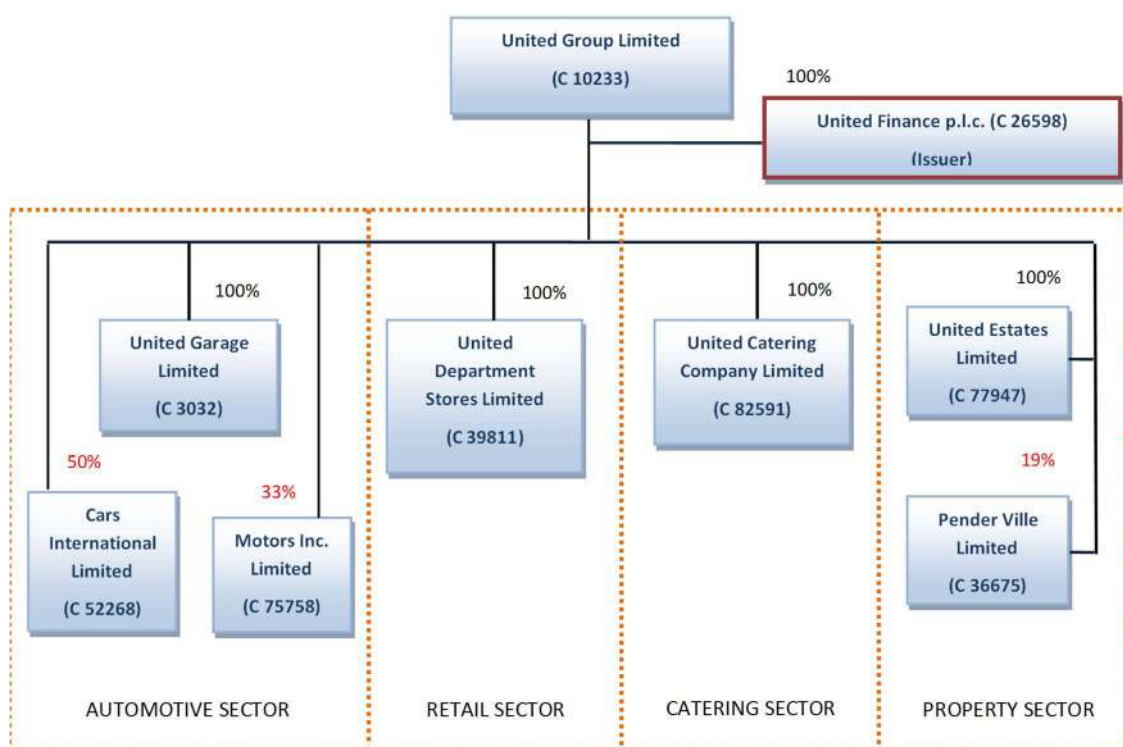 United Group Limited
(C 10233)
100%
United Finance p.l.c. (C 26598)
(Issuer)
100%
United Garage
Limited
(C 3032)
50%
Cars
International
Limited
(C 52268)
33%
Motors Inc.
Limited
(C 75758)
AUTOMOTIVE SECTOR
100%
United
Department
Stores Limited
(C 39811)
RETAIL SECTOR
100%
United Catering
Company Limited
(C 82591)
CATERING SECTOR
100%
United Estates
Limited
(C 77947)
19%
Pender Ville
Limited
(C 36675)
PROPERTY SECTOR